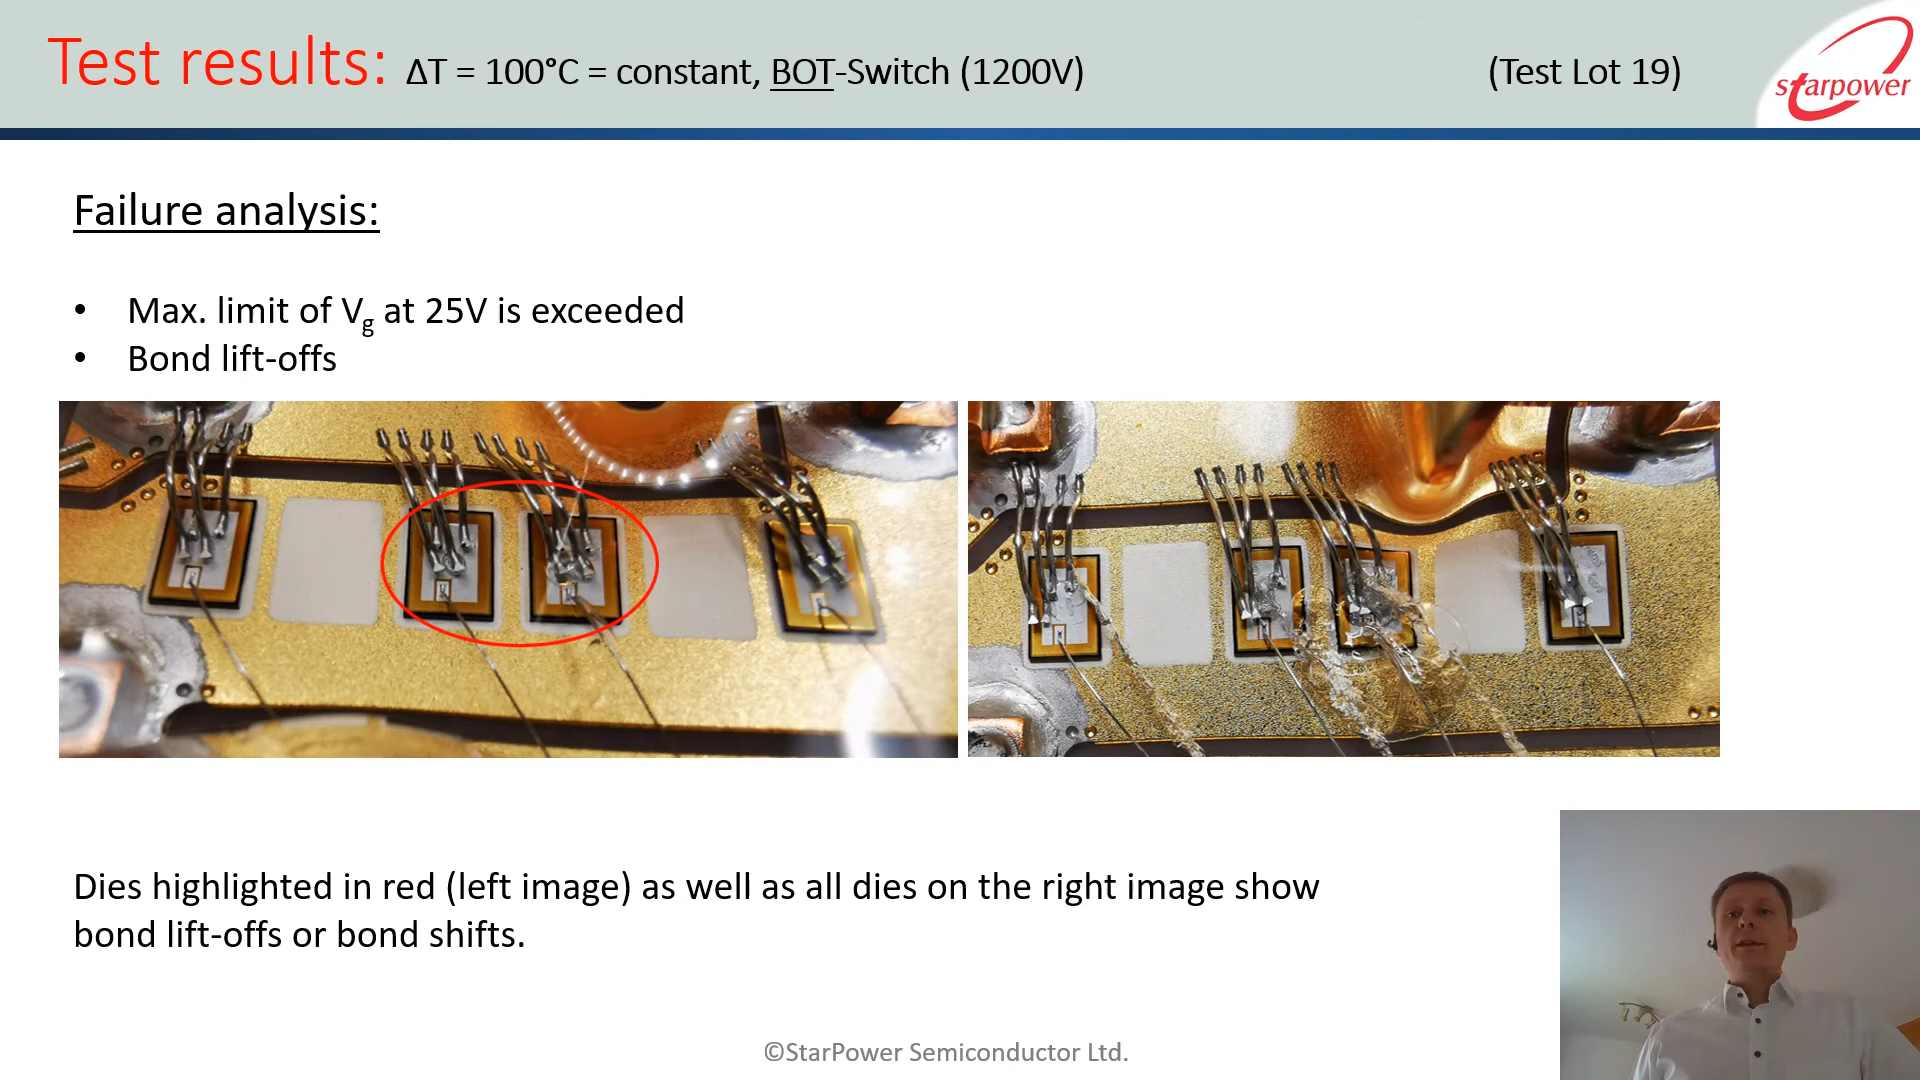 Test results: ΔT = 100°C = constant, BOT-Switch (1200V) (Test Lot 19)
starpower
Failure analysis:
• Max. limit of Vg at 25V is exceeded
• Bond lift-offs
Dies highlighted in red (left image) as well as all dies on the right image show
bond lift-offs or bond shifts.
©StarPower Semiconductor Ltd.